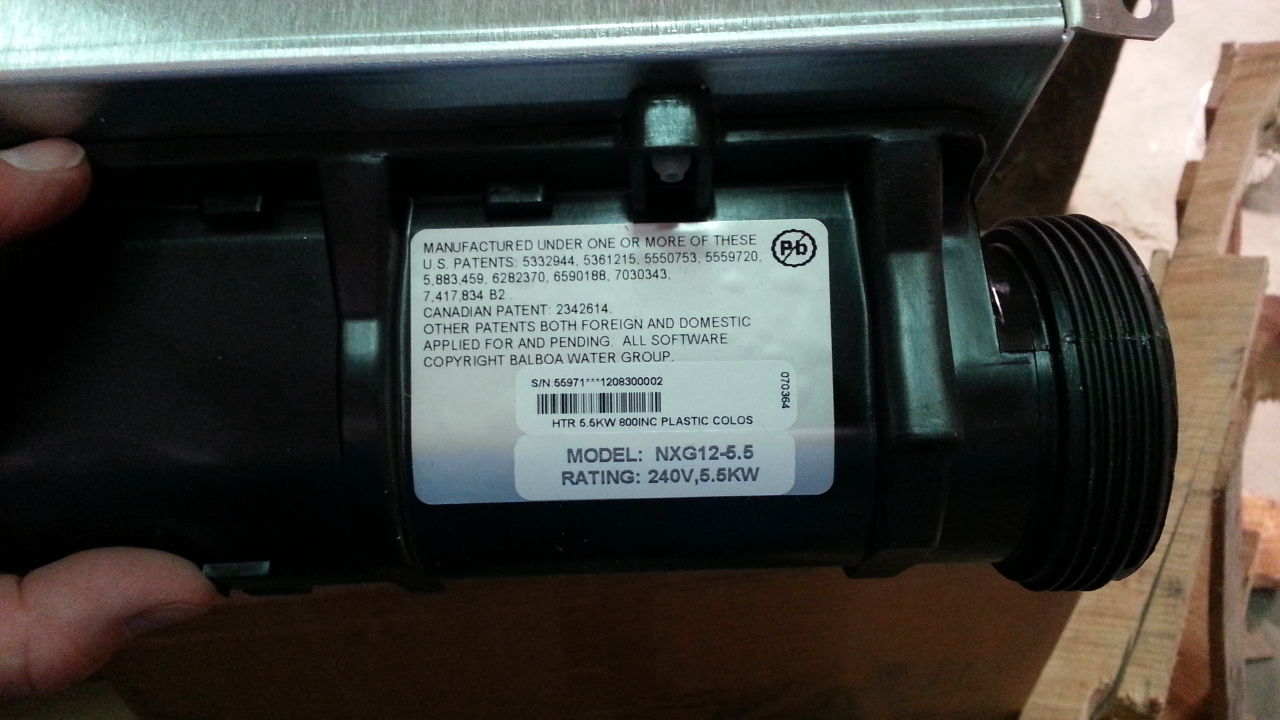 MANUFACTURED UNDER ONE OR MORE OF THESE
U.S. PATENTS: 5332944, 5361215, 5550753, 5559720,
5,883,459, 6282370, 6590188, 7030343,
7,417,834 B2 .
CANADIAN PATENT: 2342614.
OTHER PATENTS BOTH FOREIGN AND DOMESTIC
APPLIED FOR AND PENDING. ALL SOFTWARE
COPYRIGHT BALBOA WATER GROUP.
Pb
S/N 55971***1208300002
070364
HTR 5.5KW 800INC PLASTIC COLOS
MODEL: NXG12-5.5
RATING: 240V,5.5KW